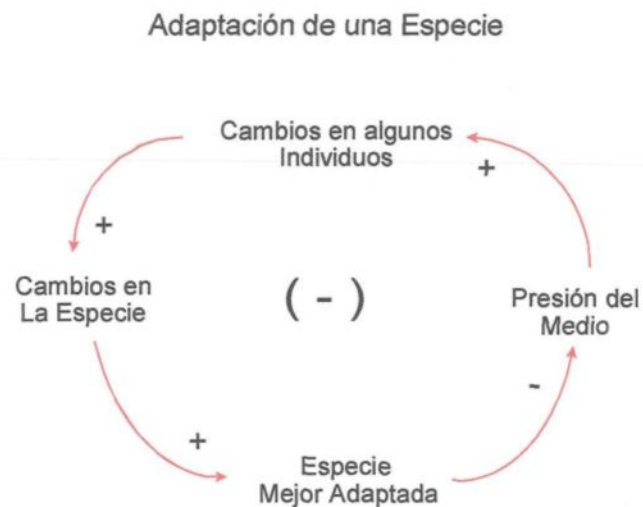 Adaptación de una Especie
Cambios en algunos
Individuos
+
+
Cambios en
La Especie
( - )
Presión del
Medio
-
+
Especie
Mejor Adaptada